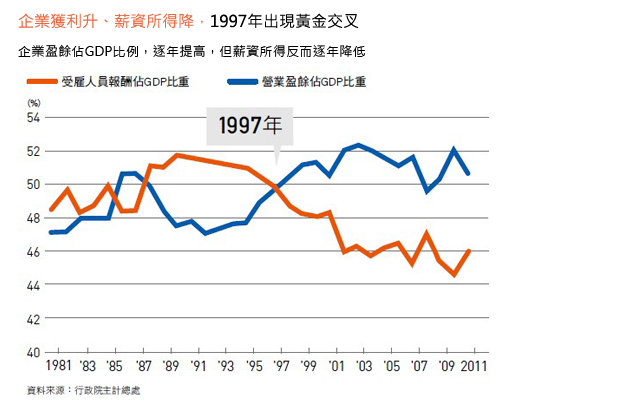 企業獲利升、薪資所得降，1997年出現黃金交叉
企業盈餘佔GDP比例，逐年提高，但薪資所得反而逐年降低
受雇人員報酬佔GDP比重 營業盈餘佔GDP比重
(%)
1997年
54
52
50
48
46
44
42
40
1981 '83 '85 '87 '89 '91 '93 '95 '97 '01 '03 '05 '07 '09 2011
資料來源：行政院主計總處